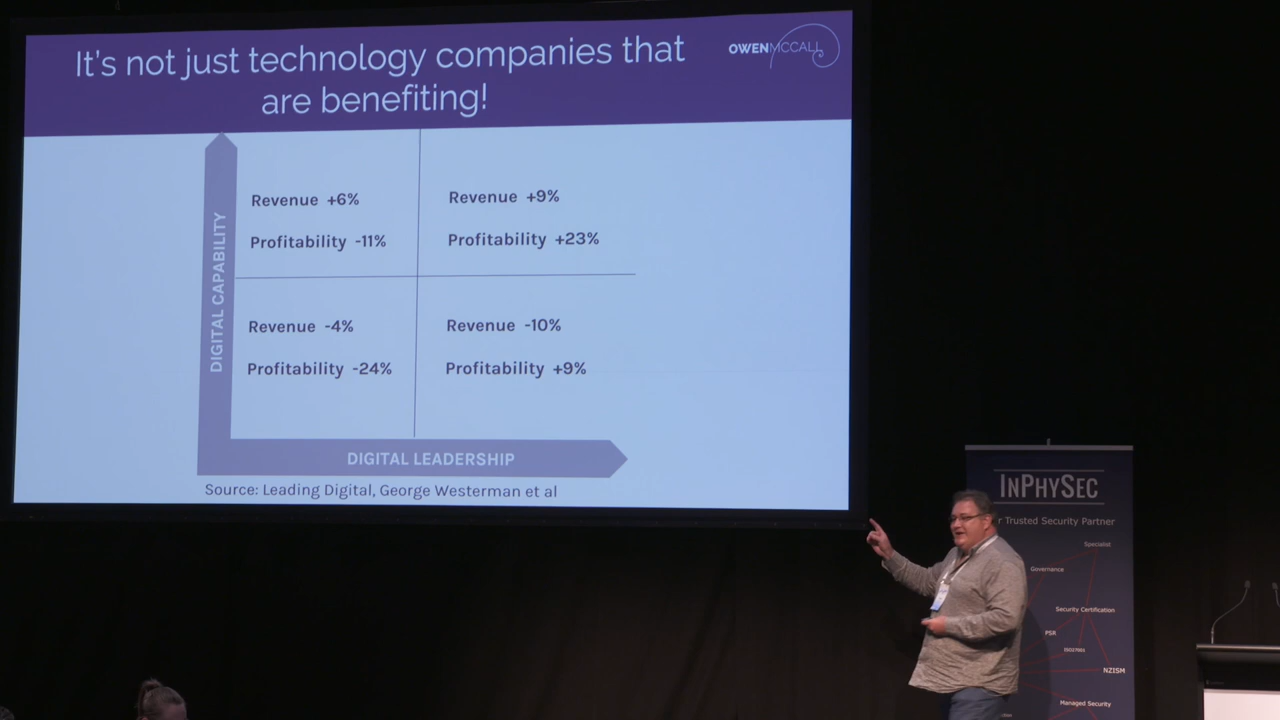 It's not just technology companies that
are benefiting!
OWENMCCALL
DIGITAL CAPABILITY
Revenue +6%
Profitability -11%
Revenue +9%
Profitability +23%
Revenue -4%
Profitability -24%
Revenue -10%
Profitability +9%
DIGITAL LEADERSHIP
Source: Leading Digital, George Westerman et al
INPHYSEC
Trusted Security Partner
Specialist
Governance
Security Certification
PSR
ISO27001
NZISM
Managed Security